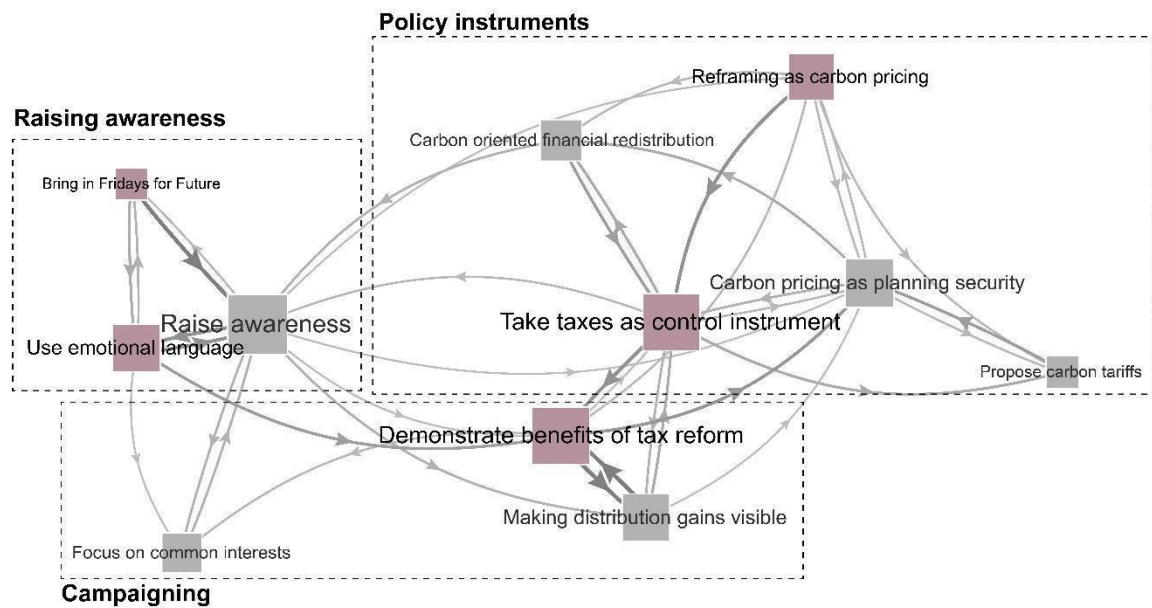 Policy instruments
Reframing as carbon pricing
Raising awareness
Carbon oriented financial redistribution
Bring in Fridays for Future
Carbon pricing as planning security
Raise awareness
Take taxes as control instrument
Use emotional language
Propose carbon tariffs
Demonstrate benefits of tax reform
Making distribution gains visible
Focus on common interests
Campaigning